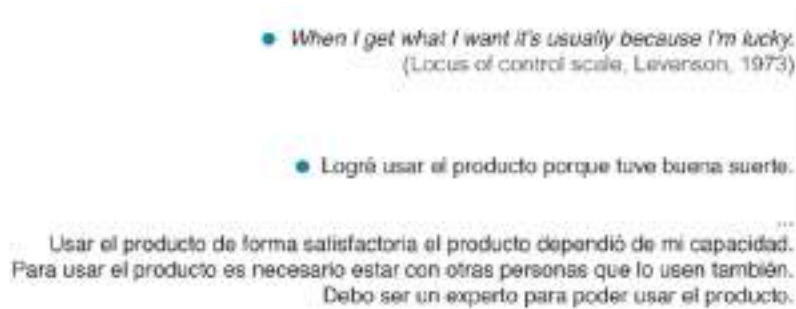 ● When I get what I want it's usually because I'm lucky.
(Locus of control scale, Levenson, 1973)
● Logré usar el producto porque tuve buena suerte.
...
Usar el producto de forma satisfactoria el producto dependió de mi capacidad.
Para usar el producto es necesario estar con otras personas que lo usen también.
Debo ser un experto para poder usar el producto.